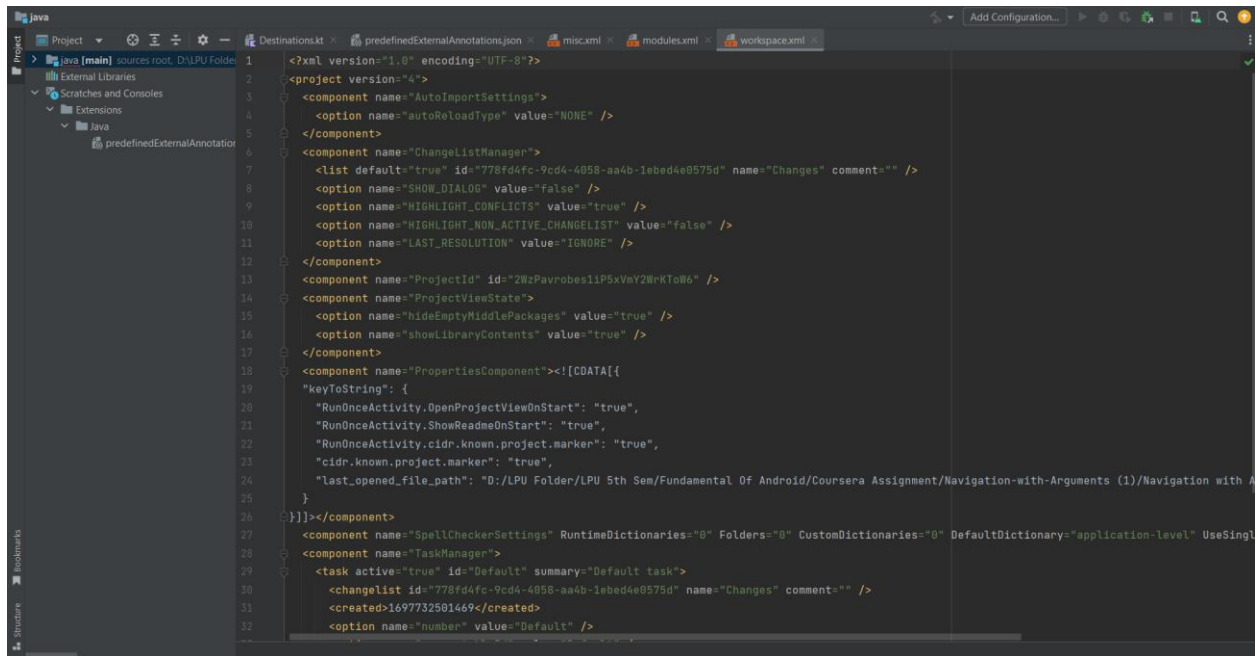 java
Add Configuration...
Project
Destinations.kt
predefinedExternalAnnotations.json
misc.xml
modules.xml
workspace.xml
Project
java [main] sources root, D:\LPU Folde
External Libraries
Scratches and Consoles
Extensions
Java
predefinedExternalAnnotation
1 <?xml version="1.0" encoding="UTF-8"?>
2 <project version="4">
3 <component name="AutoImportSettings">
4 <option name="autoReloadType" value="NONE" />
5 </component>
6 <component name="ChangeListManager">
7 <list default="true" id="778fd4fc-9cd4-4058-aa4b-1ebed4e0575d" name="Changes" comment="" />
8 <option name="SHOW_DIALOG" value="false" />
9 <option name="HIGHLIGHT_CONFLICTS" value="true" />
10 <option name="HIGHLIGHT_NON_ACTIVE_CHANGELIST" value="false" />
11 <option name="LAST_RESOLUTION" value="IGNORE" />
12 </component>
13 <component name="ProjectId" id="2WzPavrobes1iP5xVmY2WrKToW6" />
14 <component name="ProjectViewState">
15 <option name="hideEmptyMiddlePackages" value="true" />
16 <option name="showLibraryContents" value="true" />
17 </component>
18 <component name="PropertiesComponent"><![CDATA[{
19 "keyToString": {
20 "RunOnceActivity.OpenProjectViewOnStart": "true",
21 "RunOnceActivity.ShowReadmeOnStart": "true",
22 "RunOnceActivity.cidr.known.project.marker": "true",
23 "cidr.known.project.marker": "true",
24 "last_opened_file_path": "D:/LPU Folder/LPU 5th Sem/Fundamental Of Android/Coursera Assignment/Navigation-with-Arguments (1)/Navigation with A
25 }
26 }]]></component>
27 <component name="SpellCheckerSettings" RuntimeDictionaries="0" Folders="0" CustomDictionaries="0" DefaultDictionary="application-level" UseSingl
28 <component name="TaskManager">
29 <task active="true" id="Default" summary="Default task">
30 <changelist id="778fd4fc-9cd4-4058-aa4b-1ebed4e0575d" name="Changes" comment="" />
31 <created>1697732501469</created>
32 <option name="number" value="Default" />
Bookmarks
Structure